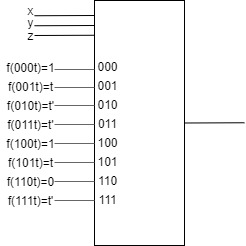 x
y
z
f(000t)=1 000
f(001t)=t 001
f(010t)=t' 010
f(011t)=t' 011
f(100t)=1 100
f(101t)=t 101
f(110t)=0 110
f(111t)=t' 111